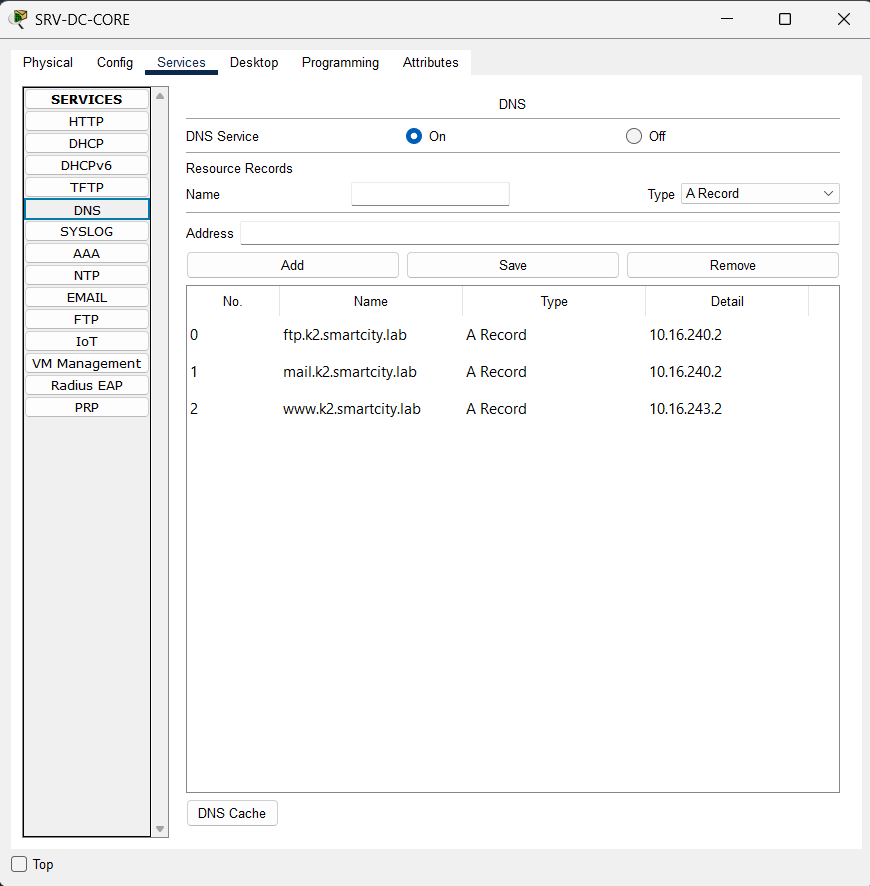 SRV-DC-CORE
Physical Config Services Desktop Programming Attributes
SERVICES
HTTP
DHCP
DHCPv6
TFTP
DNS
SYSLOG
AAA
NTP
EMAIL
FTP
IoT
VM Management
Radius EAP
PRP
DNS
DNS Service On Off
Resource Records
Name Type A Record
Address
Add Save Remove
No. Name Type Detail
0 ftp.k2.smartcity.lab A Record 10.16.240.2
1 mail.k2.smartcity.lab A Record 10.16.240.2
2 www.k2.smartcity.lab A Record 10.16.243.2
DNS Cache
Top